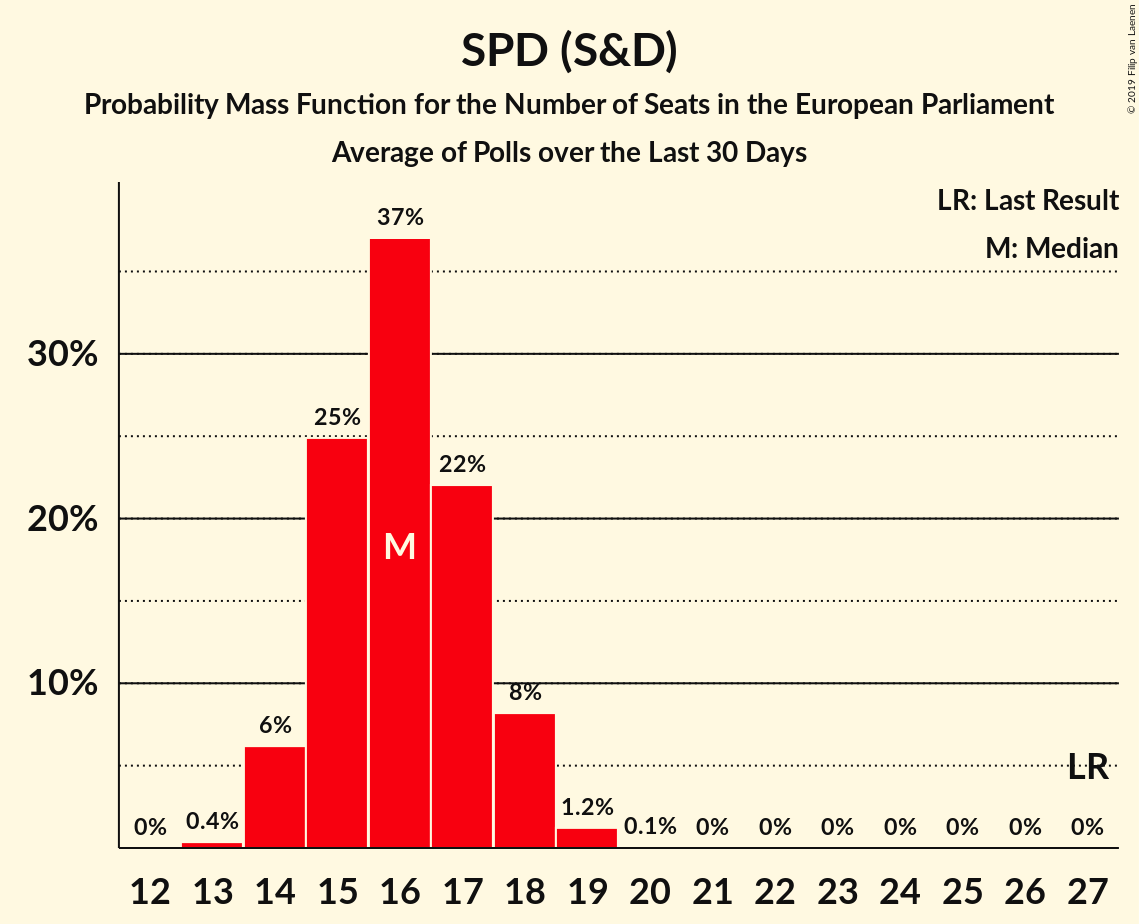 SPD (S&D)
Probability Mass Function for the Number of Seats in the European Parliament
Average of Polls over the Last 30 Days
© 2019 Filip van Laenen
LR: Last Result
M: Median
37%
30%
25%
22%
20%
M
10%
8%
6%
LR
0% 0.4% 1.2% 0.1% 0% 0% 0% 0% 0% 0% 0%
12 13 14 15 16 17 18 19 20 21 22 23 24 25 26 27